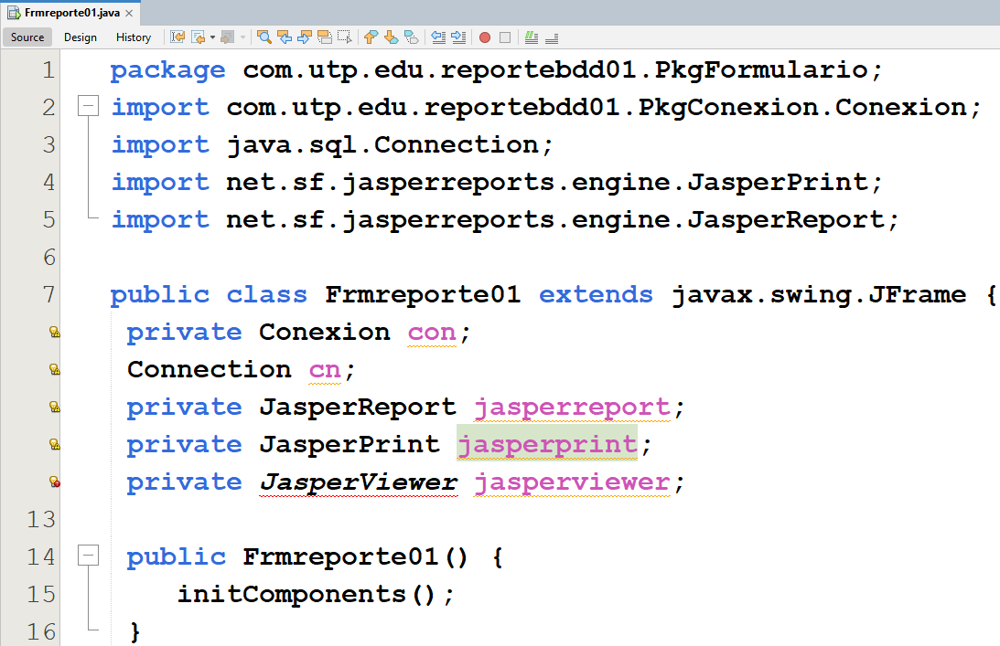 Frmreporte01.java
Source Design History
1 package com.utp.edu.reportebdd01.PkgFormulario;
2 import com.utp.edu.reportebdd01.PkgConexion.Conexion;
3 import java.sql.Connection;
4 import net.sf.jasperreports.engine.JasperPrint;
5 import net.sf.jasperreports.engine.JasperReport;
6
7 public class Frmreporte01 extends javax.swing.JFrame {
private Conexion con;
Connection cn;
private JasperReport jasperreport;
private JasperPrint jasperprint;
private JasperViewer jasperviewer;
13
14 public Frmreporte01() {
15 initComponents();
16 }